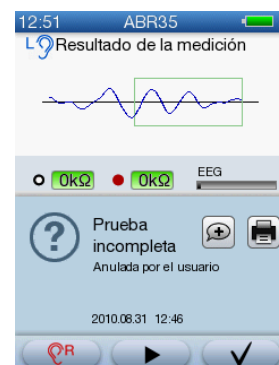 12:51 ABR35
L Resultado de la medición
0kΩ 0kΩ EEG
?
Prueba
incompleta
Anulada por el usuario
2010.08.31 12:46
R